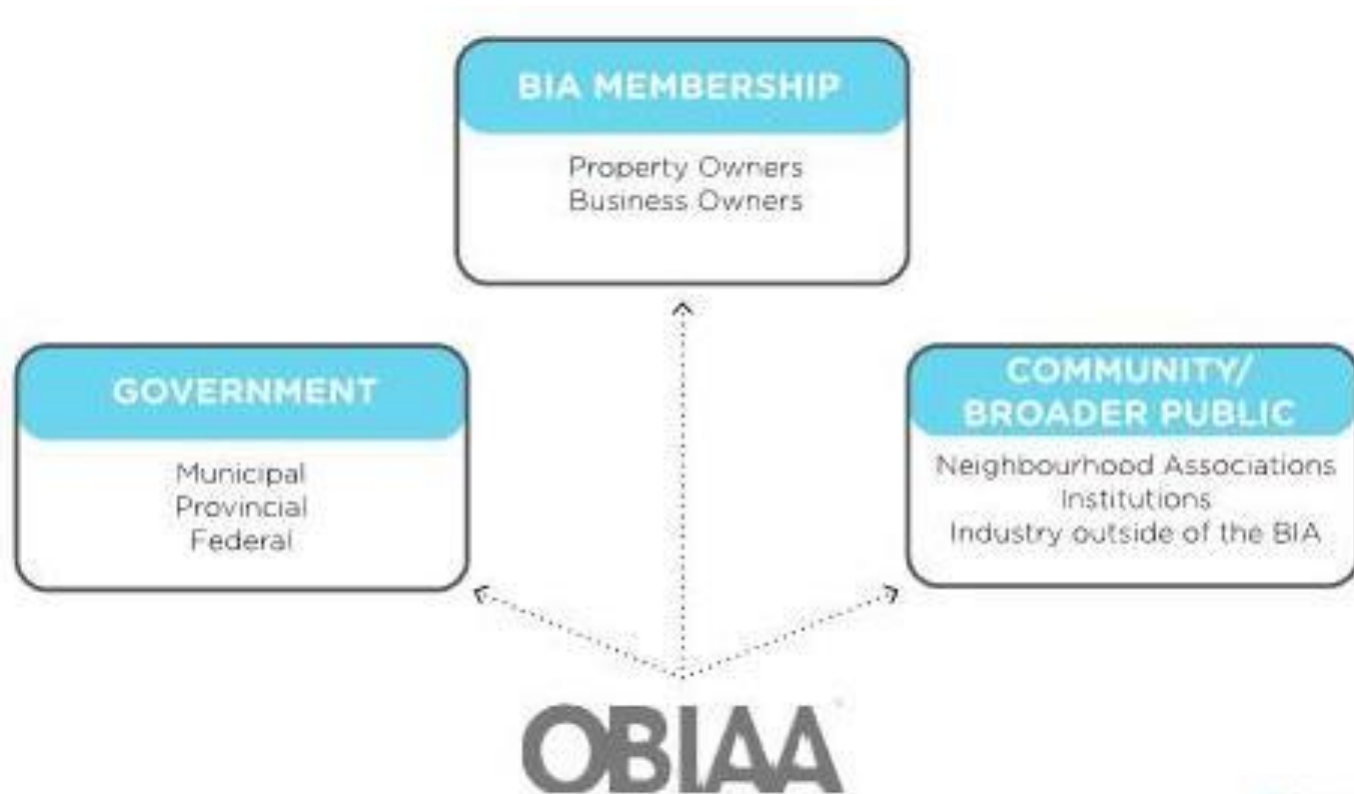 BIA MEMBERSHIP
Property Owners
Business Owners
GOVERNMENT
Municipal
Provincial
Federal
COMMUNITY/
BROADER PUBLIC
Neighbourhood Associations
Institutions
Industry outside of the BIA
OBIAA